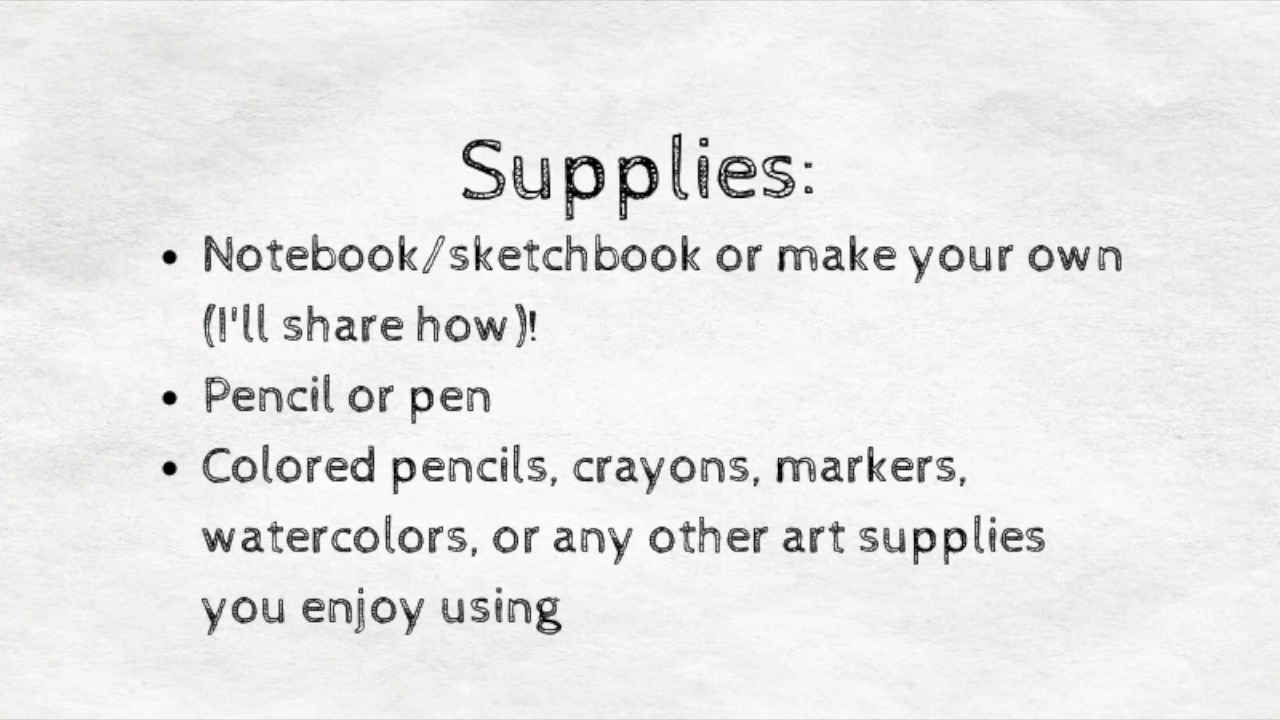 Supplies:
• Notebook/sketchbook or make your own
(I'll share how)!
• Pencil or pen
• Colored pencils, crayons, markers,
watercolors, or any other art supplies
you enjoy using